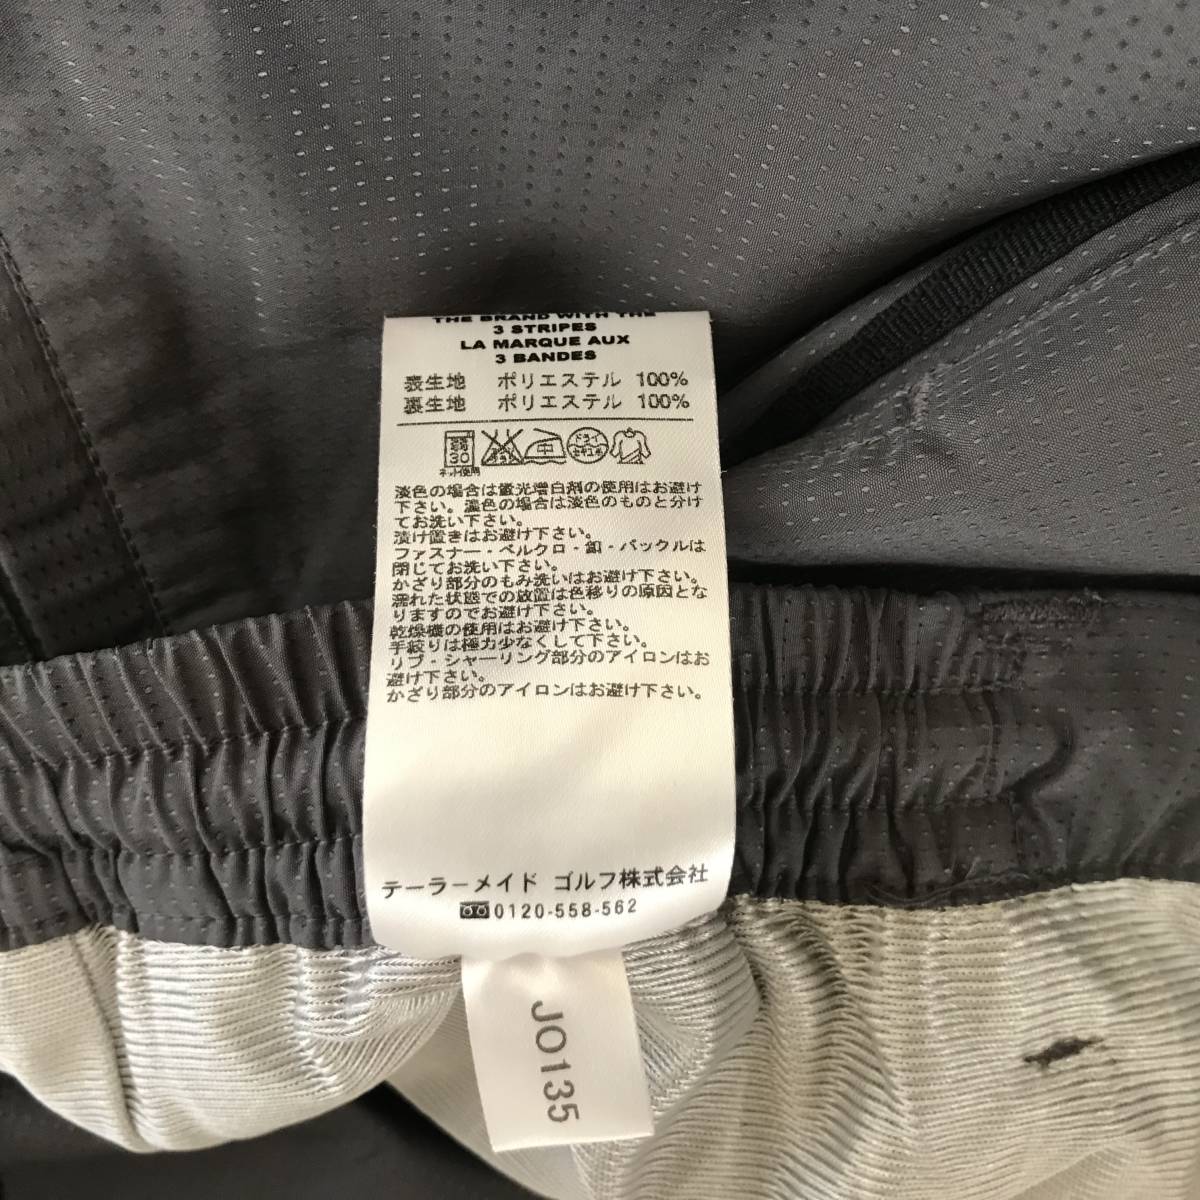 THE BRAND WITH THE
3 STRIPES
LA MARQUE AUX
3 BANDES
表生地 ポリエステル 100%
裏生地 ポリエステル 100%
30 中 ドライ
ネット使用
淡色の場合は蛍光増白剤の使用はお避け
下さい。濃色の場合は淡色のものと分け
てお洗い下さい。
漬け置きはお避け下さい。
ファスナー・ベルクロ・釦・バックルは
閉じてお洗い下さい。
かざり部分のもみ洗いはお避け下さい。
濡れた状態での放置は色移りの原因とな
りますのでお避け下さい。
乾燥機の使用はお避け下さい。
手絞りは極力少なくして下さい。
リブ・シャーリング部分のアイロンはお
避け下さい。
かざり部分のアイロンはお避け下さい。
テーラーメイド ゴルフ株式会社
0120-558-562
JO135